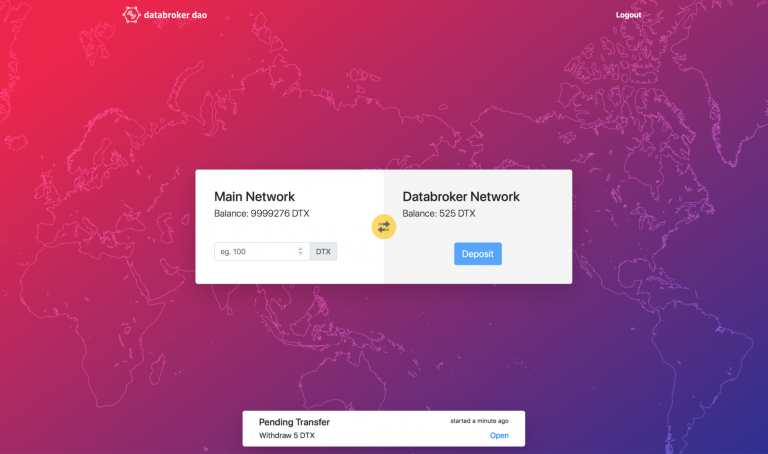 databroker dao
Logout
Main Network
Balance: 9999276 DTX
eg. 100
DTX
Databroker Network
Balance: 525 DTX
Deposit
Pending Transfer
started a minute ago
Withdraw 5 DTX
Open